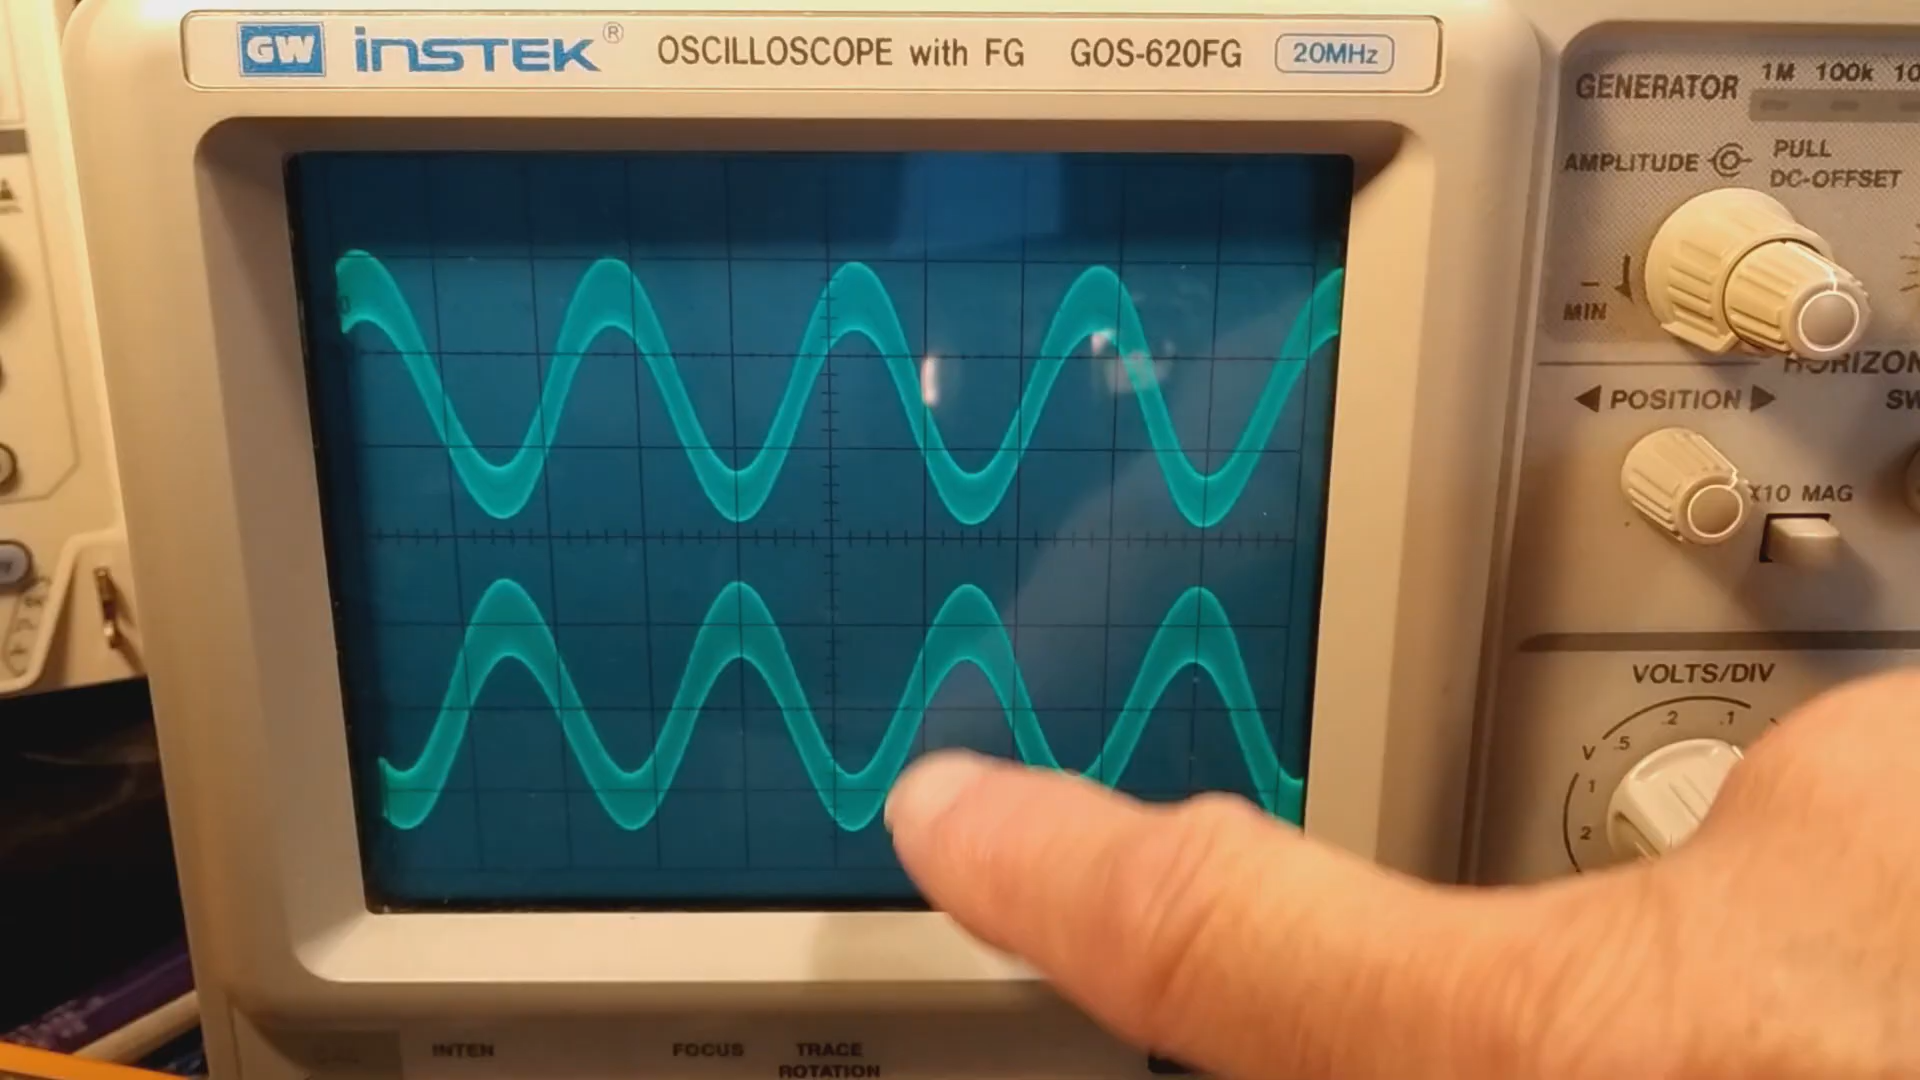 GW INSTEK ® OSCILLOSCOPE with FG GOS-620FG 20MHz
GENERATOR 1M 100k
AMPLITUDE PULL
DC-OFFSET
MIN
POSITION
X10 MAG
VOLTS/DIV
.2 .1
V .5
1
2
INTEN FOCUS TRACE
ROTATION